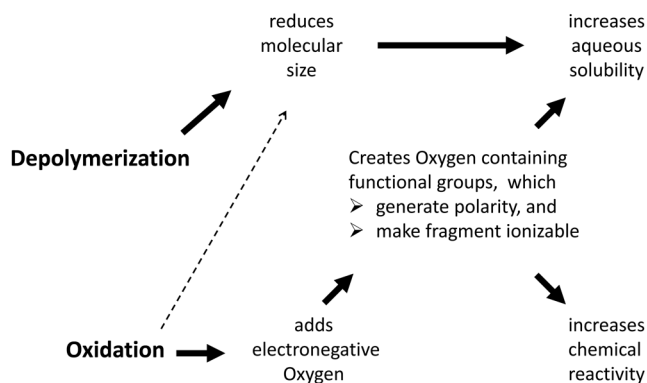 reduces
molecular
size
increases
aqueous
solubility
Depolymerization
Creates Oxygen containing
functional groups, which
➢ generate polarity, and
➢ make fragment ionizable
Oxidation
adds
electronegative
Oxygen
increases
chemical
reactivity